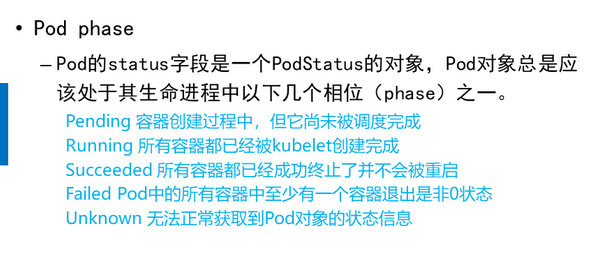 • Pod phase
– Pod的status字段是一个PodStatus的对象，Pod对象总是应
该处于其生命进程中以下几个相位（phase）之一。
Pending 容器创建过程中，但它尚未被调度完成
Running 所有容器都已经被kubelet创建完成
Succeeded 所有容器都已经成功终止了并不会被重启
Failed Pod中的所有容器中至少有一个容器退出是非0状态
Unknown 无法正常获取到Pod对象的状态信息